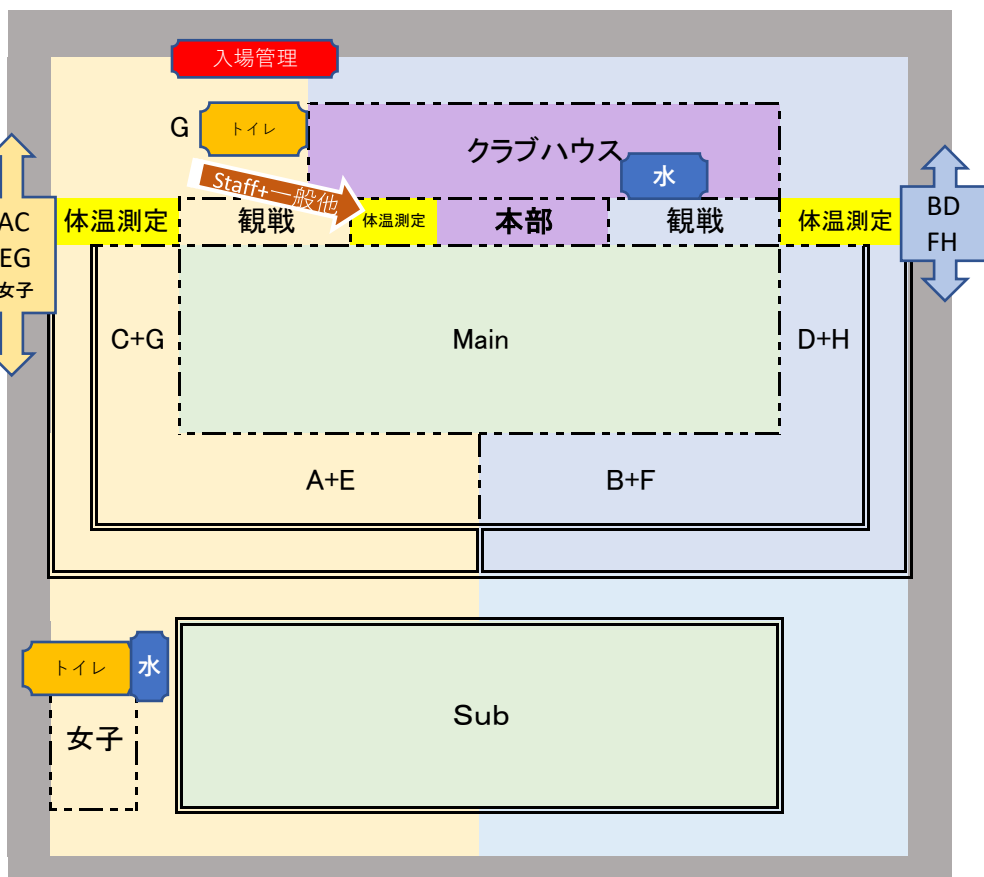 入場管理
G
トイレ
クラブハウス
水
Staff+一般他
AC
EG
女子
体温測定
観戦
体温測定
本部
観戦
体温測定
BD
FH
C+G
Main
D+H
A+E
B+F
トイレ
水
女子
Sub